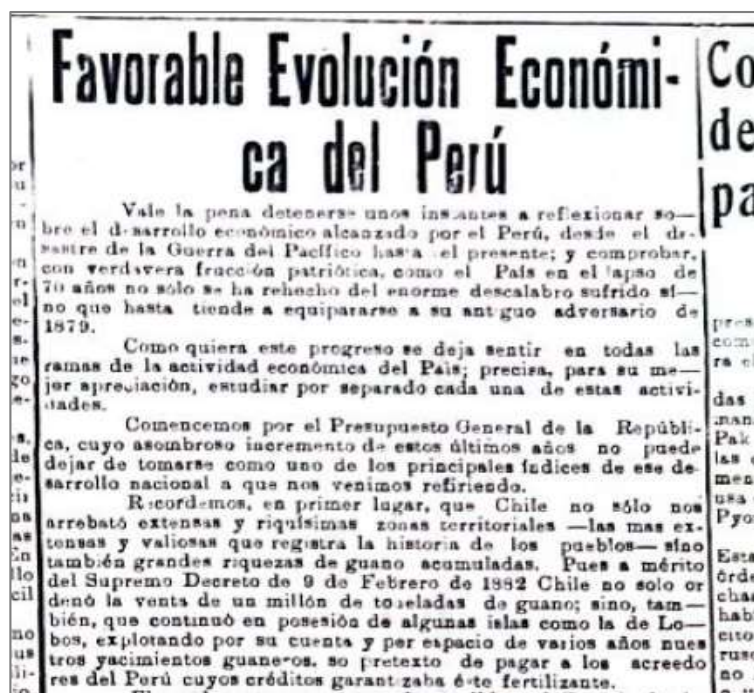 Favorable Evolución Económi-
ca del Perú
Vale la pena detenerse unos instantes a reflexionar so—
bre el desarrollo económico alcanzado por el Perú, desde el de-
sastre de la Guerra del Pacífico hasta el presente; y comprobar,
con verdavera frucción patriótica, como el País en el lapso de
70 años no sólo se ha rehecho del enorme descalabro sufrido si—
no que hasta tiende a equipararse a su antiguo adversario de
1879.
Como quiera este progreso se deja sentir en todas las
ramas de la actividad económica del País; precisa, para su me—
jor apreciación, estudiar por separado cada una de estas activi-
dades.
Comencemos por el Presupuesto General de la Repúbli-
ca, cuyo asombroso incremento de estos últimos años no puede
dejar de tomarse como uno de los principales índices de ese de-
sarrollo nacional a que nos venimos refiriendo.
Recordemos, en primer lugar, que Chile no sólo nos
arrebató extensas y riquísimas zonas territoriales —las mas ex-
tensas y valiosas que registra la historia de los pueblos— sino
también grandes riquezas de guano acumuladas. Pues a mérito
del Supremo Decreto de 9 de Febrero de 1882 Chile no solo or
denó la venta de un millón de toneladas de guano; sino, tam—
bién, que continuó en posesión de algunas islas como la de Lo—
bos, explotando por su cuenta y por espacio de varios años nues
tros yacimientos guaneros, so pretexto de pagar a los acreedo
res del Perú cuyos créditos garantizaba éste fertilizante.
Co
de
pa